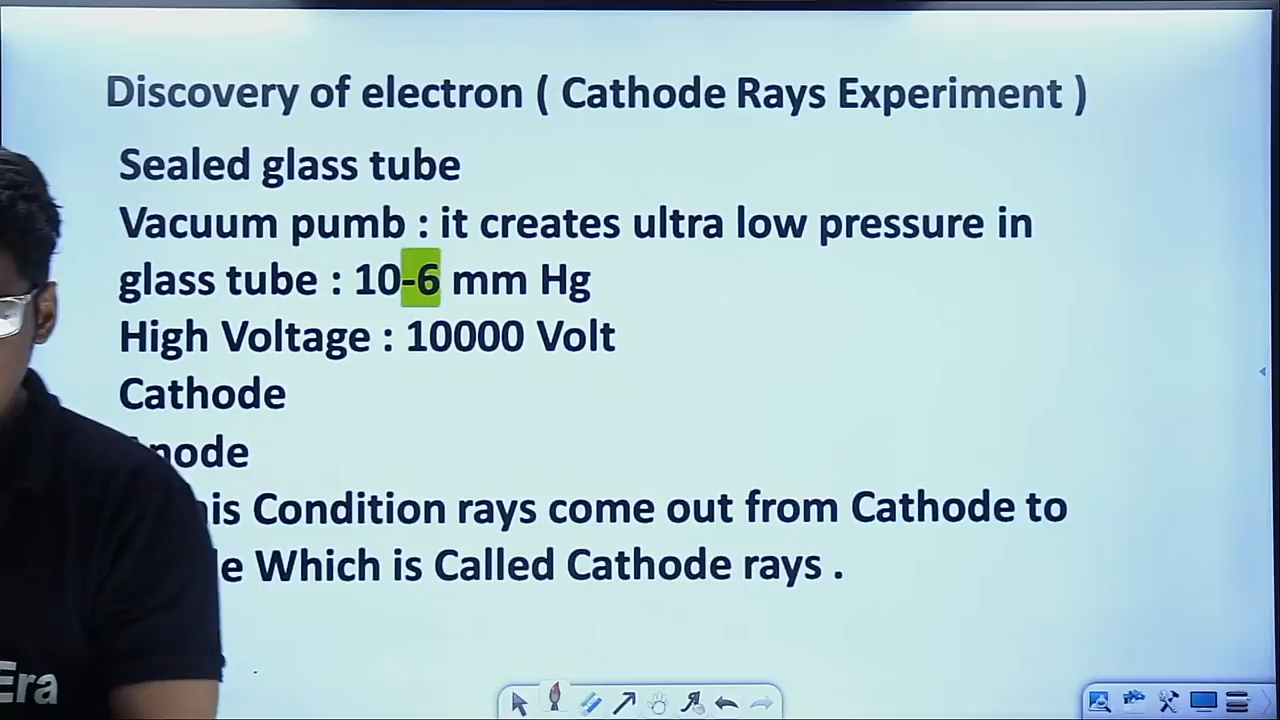 Discovery of electron ( Cathode Rays Experiment )
Sealed glass tube
Vacuum pumb : it creates ultra low pressure in
glass tube : 10-6 mm Hg
High Voltage : 10000 Volt
Cathode
node
is Condition rays come out from Cathode to
e Which is Called Cathode rays .
Era